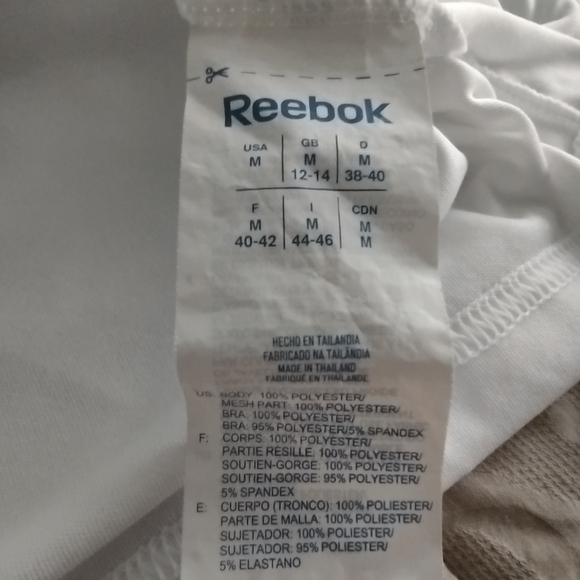 Reebok
USA GB D
M M M
12-14 38-40
F I CDN
M M M
40-42 44-46 M
HECHO EN TAILANDIA
FABRICADO NA TAILÂNDIA
MADE IN THAILAND
FABRIQUÉ EN THAILANDE
US: BODY: 100% POLYESTER/
MESH PART: 100% POLYESTER/
BRA: 100% POLYESTER/
BRA: 95% POLYESTER/5% SPANDEX
F: CORPS: 100% POLYESTER/
PARTIE RÉSILLE: 100% POLYESTER/
SOUTIEN-GORGE: 100% POLYESTER/
SOUTIEN-GORGE: 95% POLYESTER/
5% SPANDEX
E: CUERPO (TRONCO): 100% POLIESTER/
PARTE DE MALLA: 100% POLIESTER/
SUJETADOR: 100% POLIESTER/
SUJETADOR: 95% POLIESTER/
5% ELASTANO